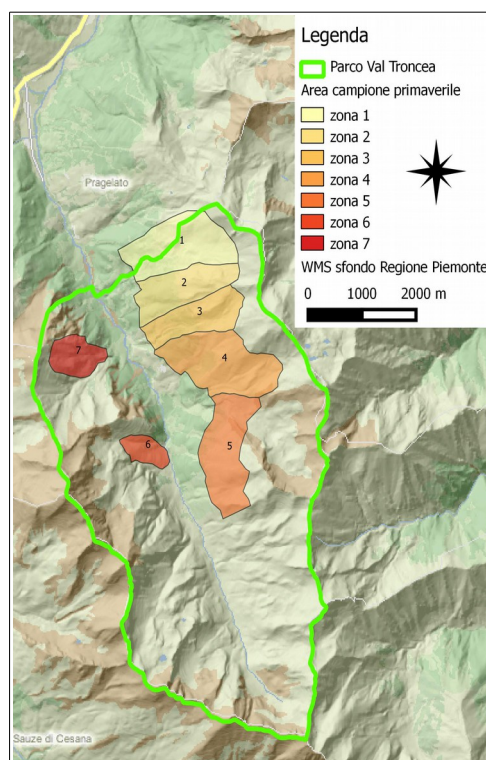 Legenda
Parco Val Troncea
Area campione primaverile
zona 1
zona 2
zona 3
zona 4
zona 5
zona 6
zona 7
WMS sfondo Regione Piemonte
0 1000 2000 m
Pragelato
1
2
3
4
7
6
5
Sauze di Cesana